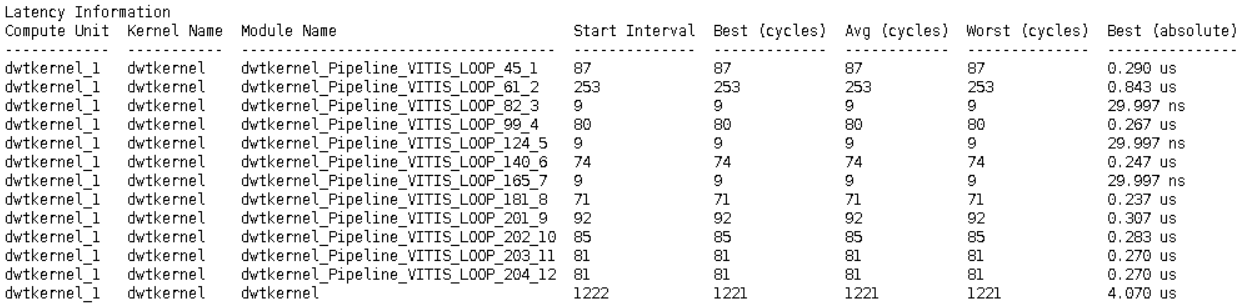 Latency Information
Compute Unit  Kernel Name  Module Name                           Start Interval  Best (cycles)  Avg (cycles)  Worst (cycles)  Best (absolute)
------------  -----------  ------------------------------------  --------------  -------------  ------------  --------------  ---------------
dwtkernel_1   dwtkernel    dwtkernel_Pipeline_VITIS_LOOP_45_1    87              87             87            87              0.290 us
dwtkernel_1   dwtkernel    dwtkernel_Pipeline_VITIS_LOOP_61_2    253             253            253           253             0.843 us
dwtkernel_1   dwtkernel    dwtkernel_Pipeline_VITIS_LOOP_82_3    9               9              9             9               29.997 ns
dwtkernel_1   dwtkernel    dwtkernel_Pipeline_VITIS_LOOP_99_4    80              80             80            80              0.267 us
dwtkernel_1   dwtkernel    dwtkernel_Pipeline_VITIS_LOOP_124_5   9               9              9             9               29.997 ns
dwtkernel_1   dwtkernel    dwtkernel_Pipeline_VITIS_LOOP_140_6   74              74             74            74              0.247 us
dwtkernel_1   dwtkernel    dwtkernel_Pipeline_VITIS_LOOP_165_7   9               9              9             9               29.997 ns
dwtkernel_1   dwtkernel    dwtkernel_Pipeline_VITIS_LOOP_181_8   71              71             71            71              0.237 us
dwtkernel_1   dwtkernel    dwtkernel_Pipeline_VITIS_LOOP_201_9   92              92             92            92              0.307 us
dwtkernel_1   dwtkernel    dwtkernel_Pipeline_VITIS_LOOP_202_10  85              85             85            85              0.283 us
dwtkernel_1   dwtkernel    dwtkernel_Pipeline_VITIS_LOOP_203_11  81              81             81            81              0.270 us
dwtkernel_1   dwtkernel    dwtkernel_Pipeline_VITIS_LOOP_204_12  81              81             81            81              0.270 us
dwtkernel_1   dwtkernel    dwtkernel                             1222            1221           1221          1221            4.070 us